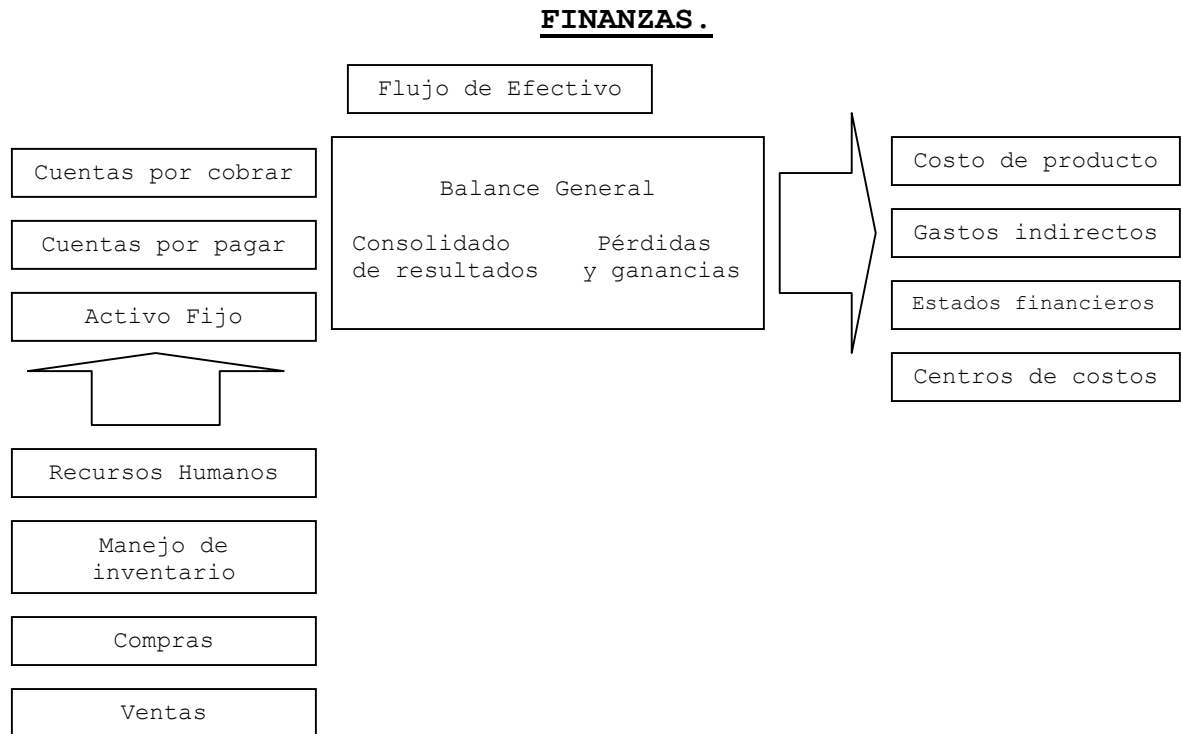 FINANZAS.
Flujo de Efectivo
Cuentas por cobrar
Cuentas por pagar
Activo Fijo
Balance General
Consolidado
de resultados
Pérdidas
y ganancias
Costo de producto
Gastos indirectos
Estados financieros
Centros de costos
Recursos Humanos
Manejo de
inventario
Compras
Ventas